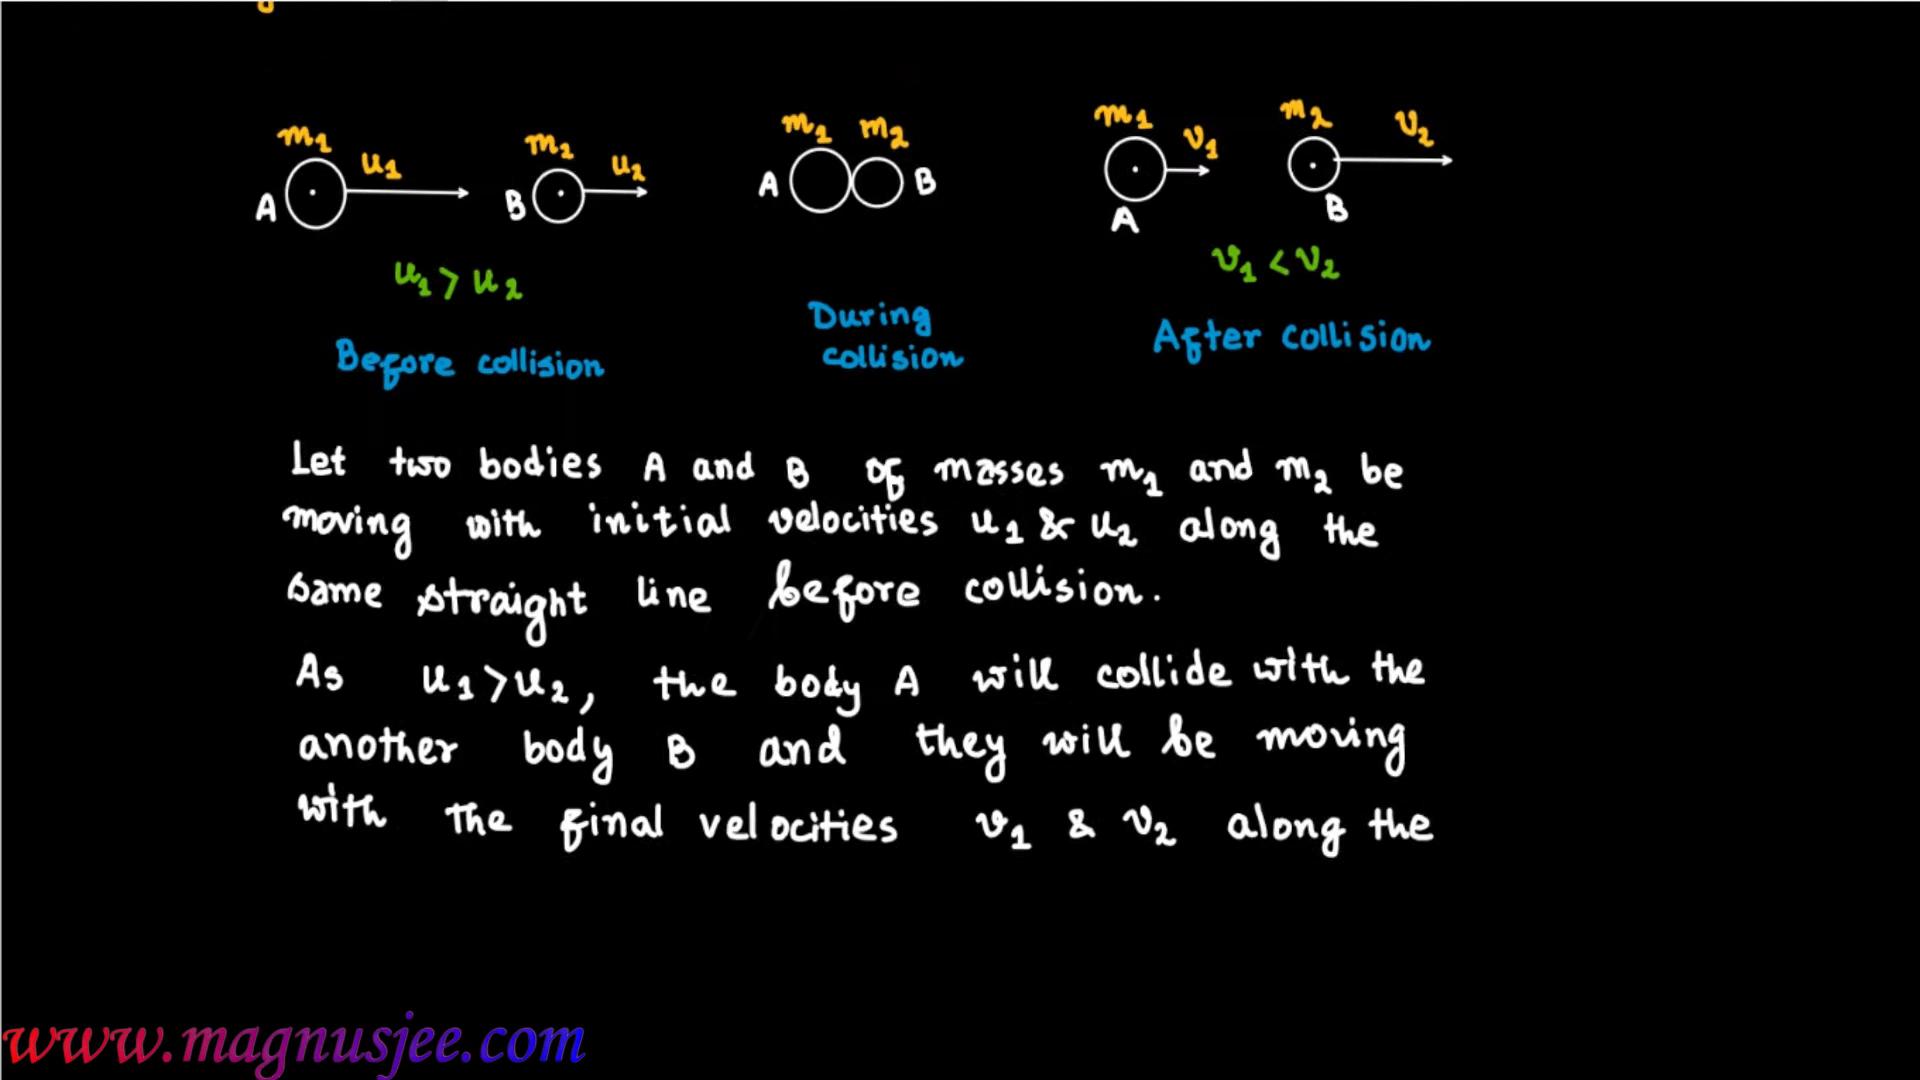 m₁ u₁ m₂ u₂ m₁ m₂ m₁ v₁ m₂ v₂
A B A B A B
u₁ > u₂ v₁ < v₂
Before collision During collision After collision
Let two bodies A and B of masses m₁ and m₂ be
moving with initial velocities u₁ & u₂ along the
same straight line before collision.
As u₁>u₂, the body A will collide with the
another body B and they will be moving
with the final velocities v₁ & v₂ along the
www.magnusjee.com